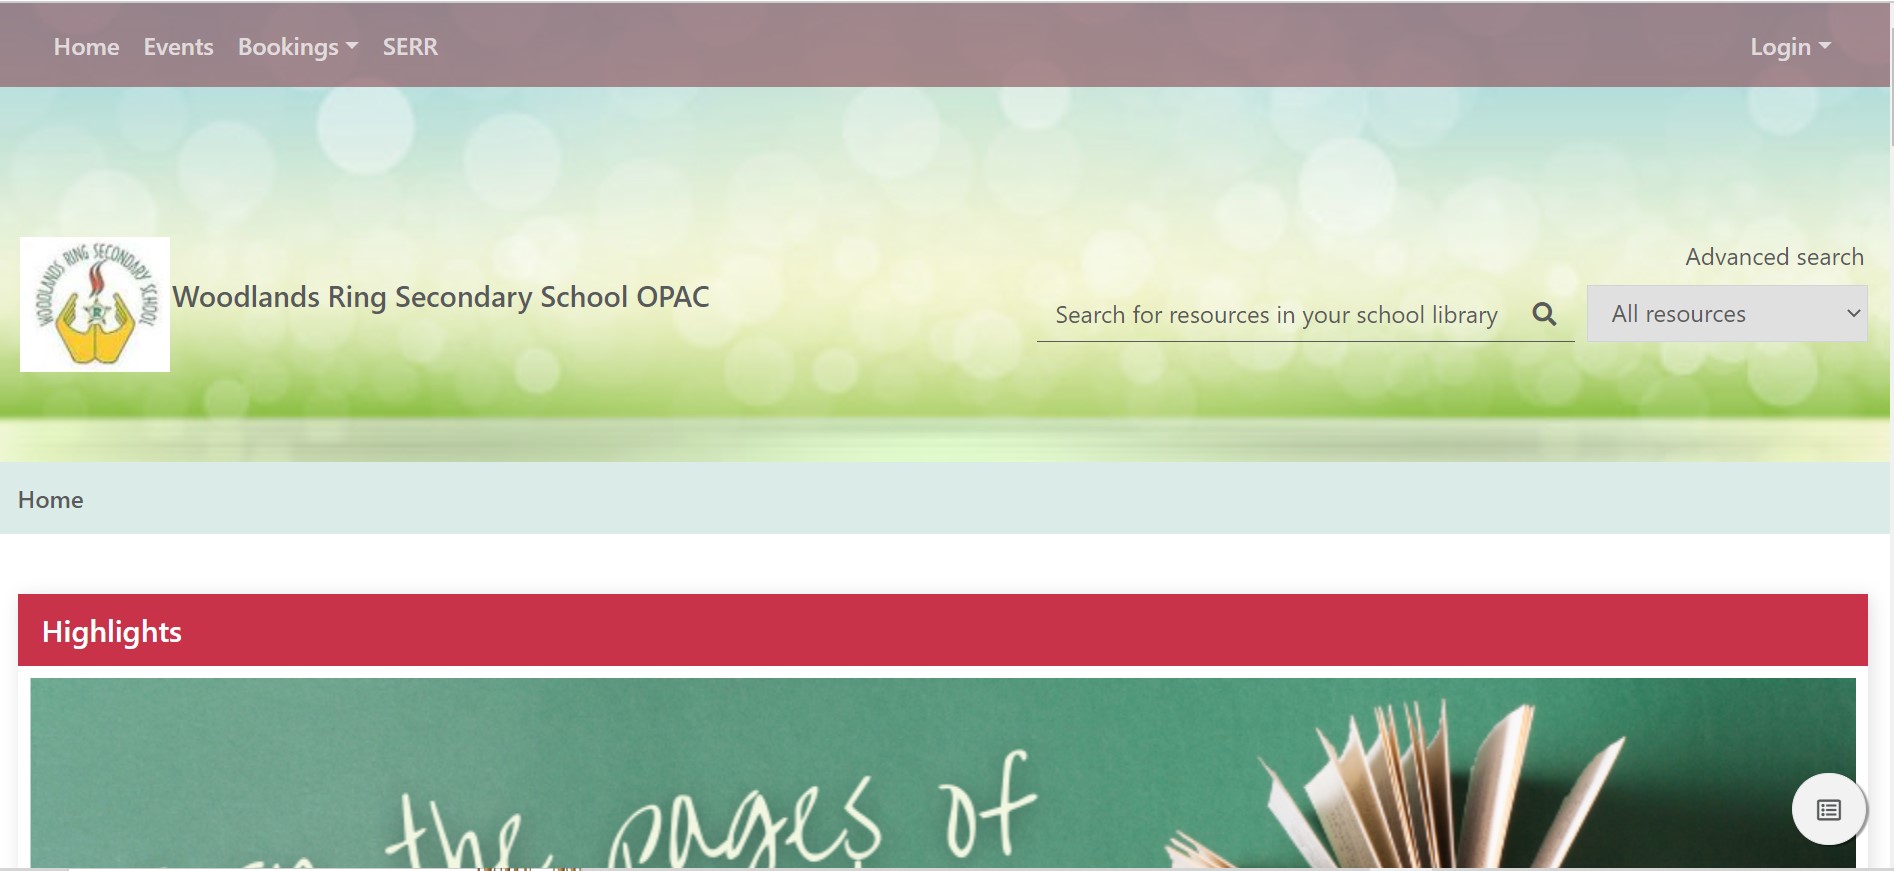 Home Events Bookings SERR Login
WOODLANDS RING SECONDARY SCHOOL
R
Woodlands Ring Secondary School OPAC
Advanced search
Search for resources in your school library
All resources
Home
Highlights
the pages of